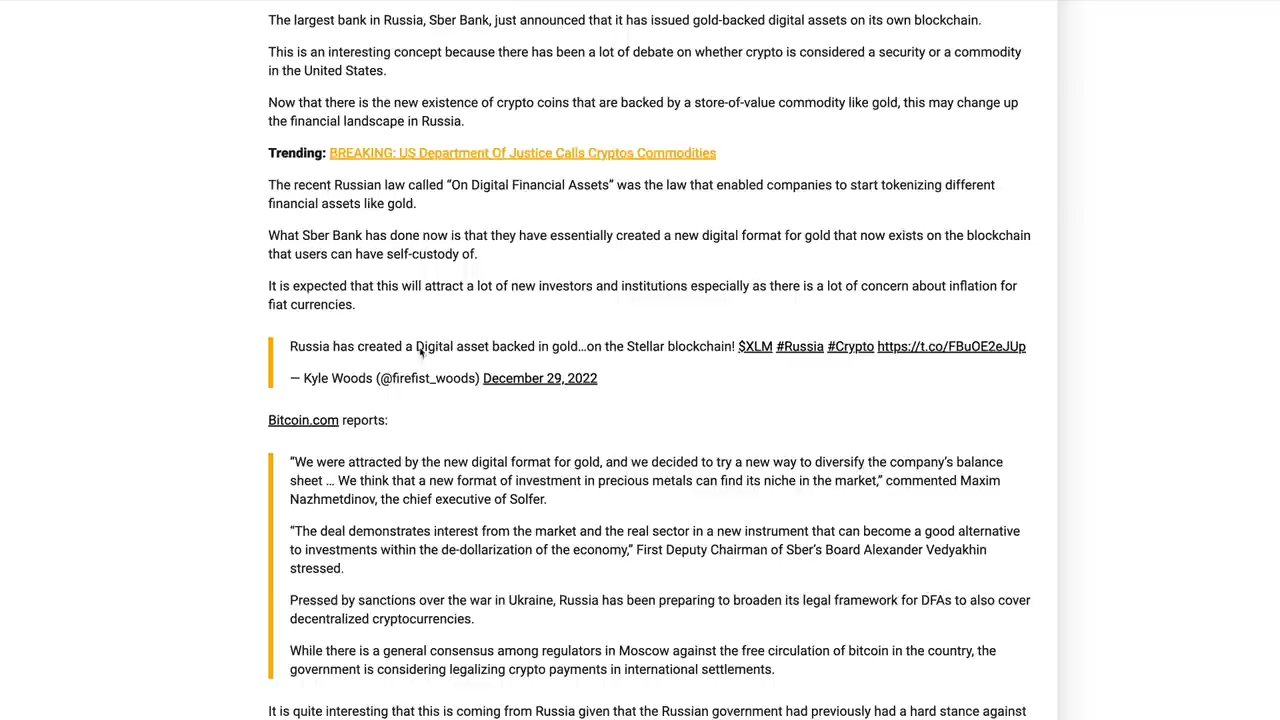 The largest bank in Russia, Sber Bank, just announced that it has issued gold-backed digital assets on its own blockchain.
This is an interesting concept because there has been a lot of debate on whether crypto is considered a security or a commodity
in the United States.
Now that there is the new existence of crypto coins that are backed by a store-of-value commodity like gold, this may change up
the financial landscape in Russia.
Trending: BREAKING: US Department Of Justice Calls Cryptos Commodities
The recent Russian law called “On Digital Financial Assets” was the law that enabled companies to start tokenizing different
financial assets like gold.
What Sber Bank has done now is that they have essentially created a new digital format for gold that now exists on the blockchain
that users can have self-custody of.
It is expected that this will attract a lot of new investors and institutions especially as there is a lot of concern about inflation for
fiat currencies.
Russia has created a Digital asset backed in gold…on the Stellar blockchain! $XLM #Russia #Crypto https://t.co/FBuOE2eJUp
— Kyle Woods (@firefist_woods) December 29, 2022
Bitcoin.com reports:
“We were attracted by the new digital format for gold, and we decided to try a new way to diversify the company’s balance
sheet … We think that a new format of investment in precious metals can find its niche in the market,” commented Maxim
Nazhmetdinov, the chief executive of Solfer.
“The deal demonstrates interest from the market and the real sector in a new instrument that can become a good alternative
to investments within the de-dollarization of the economy,” First Deputy Chairman of Sber’s Board Alexander Vedyakhin
stressed.
Pressed by sanctions over the war in Ukraine, Russia has been preparing to broaden its legal framework for DFAs to also cover
decentralized cryptocurrencies.
While there is a general consensus among regulators in Moscow against the free circulation of bitcoin in the country, the
government is considering legalizing crypto payments in international settlements.
It is quite interesting that this is coming from Russia given that the Russian government had previously had a hard stance against